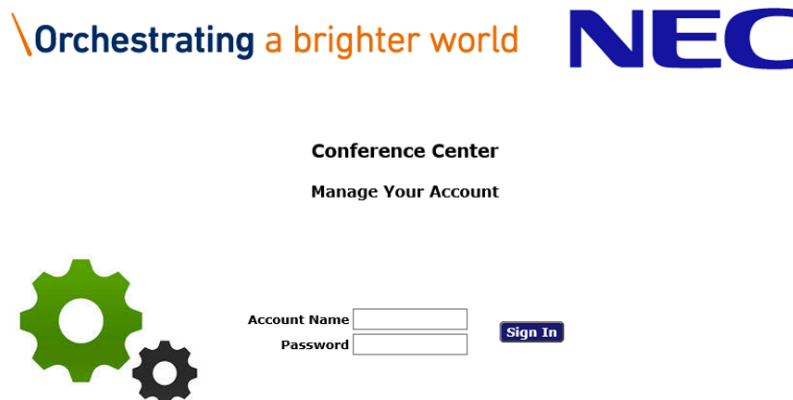 \Orchestrating a brighter world
NEC
Conference Center
Manage Your Account
Account Name
Sign In
Password